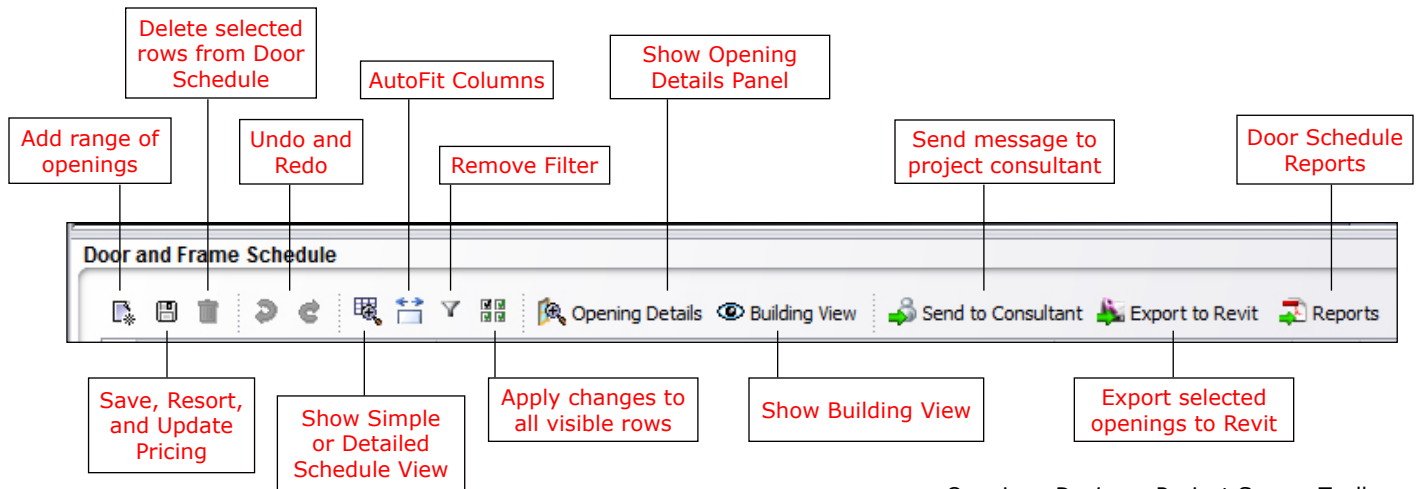 Delete selected
rows from Door
Schedule
Show Opening
Details Panel
AutoFit Columns
Add range of
openings
Undo and
Redo
Send message to
project consultant
Door Schedule
Reports
Remove Filter
Door and Frame Schedule
Opening Details Building View Send to Consultant Export to Revit Reports
Save, Resort,
and Update
Pricing
Show Simple
or Detailed
Schedule View
Apply changes to
all visible rows
Show Building View
Export selected
openings to Revit